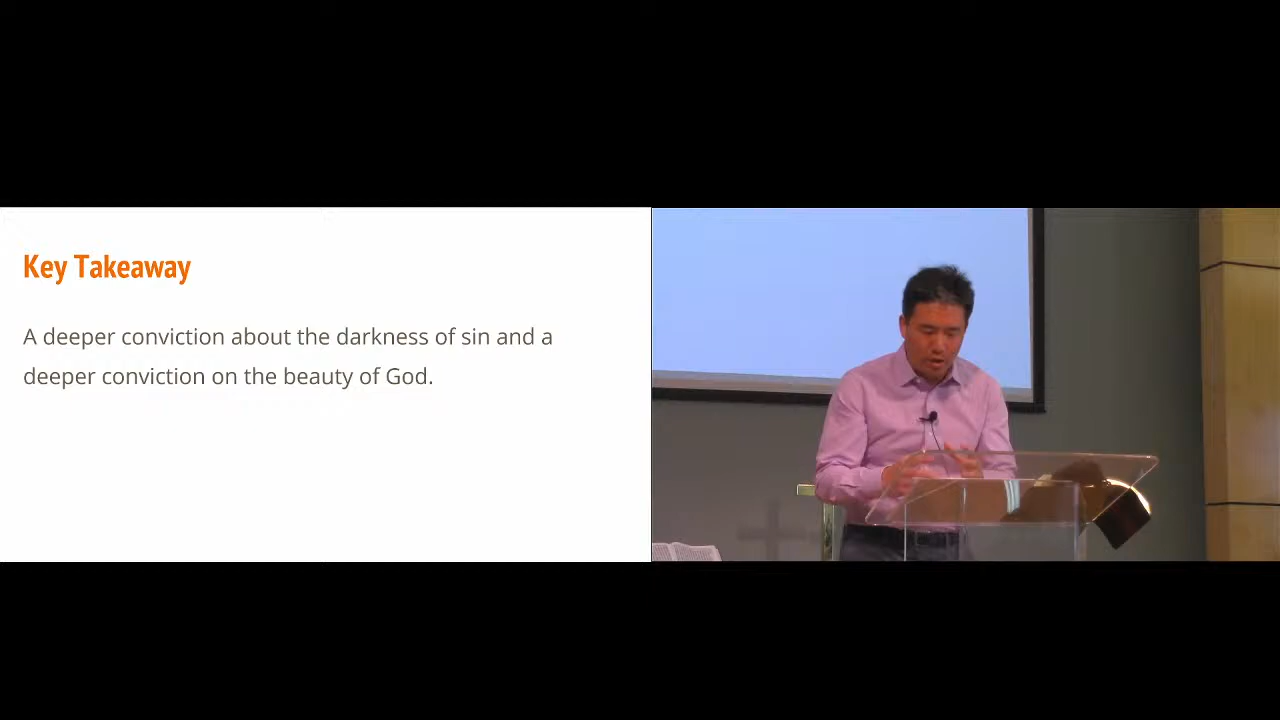 Key Takeaway
A deeper conviction about the darkness of sin and a
deeper conviction on the beauty of God.